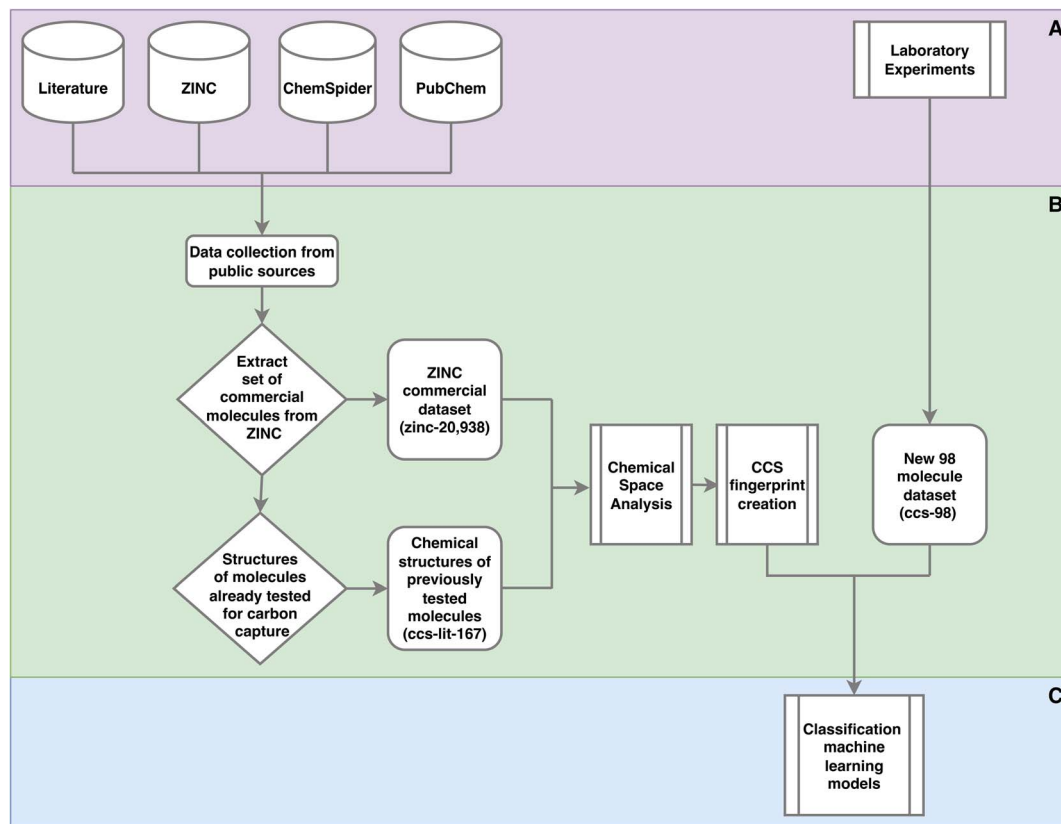 A
Literature
ZINC
ChemSpider
PubChem
Laboratory
Experiments
B
Data collection from
public sources
Extract
set of
commercial
molecules from
ZINC
ZINC
commercial
dataset
(zinc-20,938)
Structures
of molecules
already tested
for carbon
capture
Chemical
structures of
previously
tested
molecules
(ccs-lit-167)
Chemical
Space
Analysis
CCS
fingerprint
creation
New 98
molecule
dataset
(ccs-98)
C
Classification
machine
learning
models